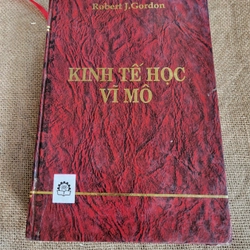 Robert J.Gordon
KINH TẾ HỌC
VĨ MÔ